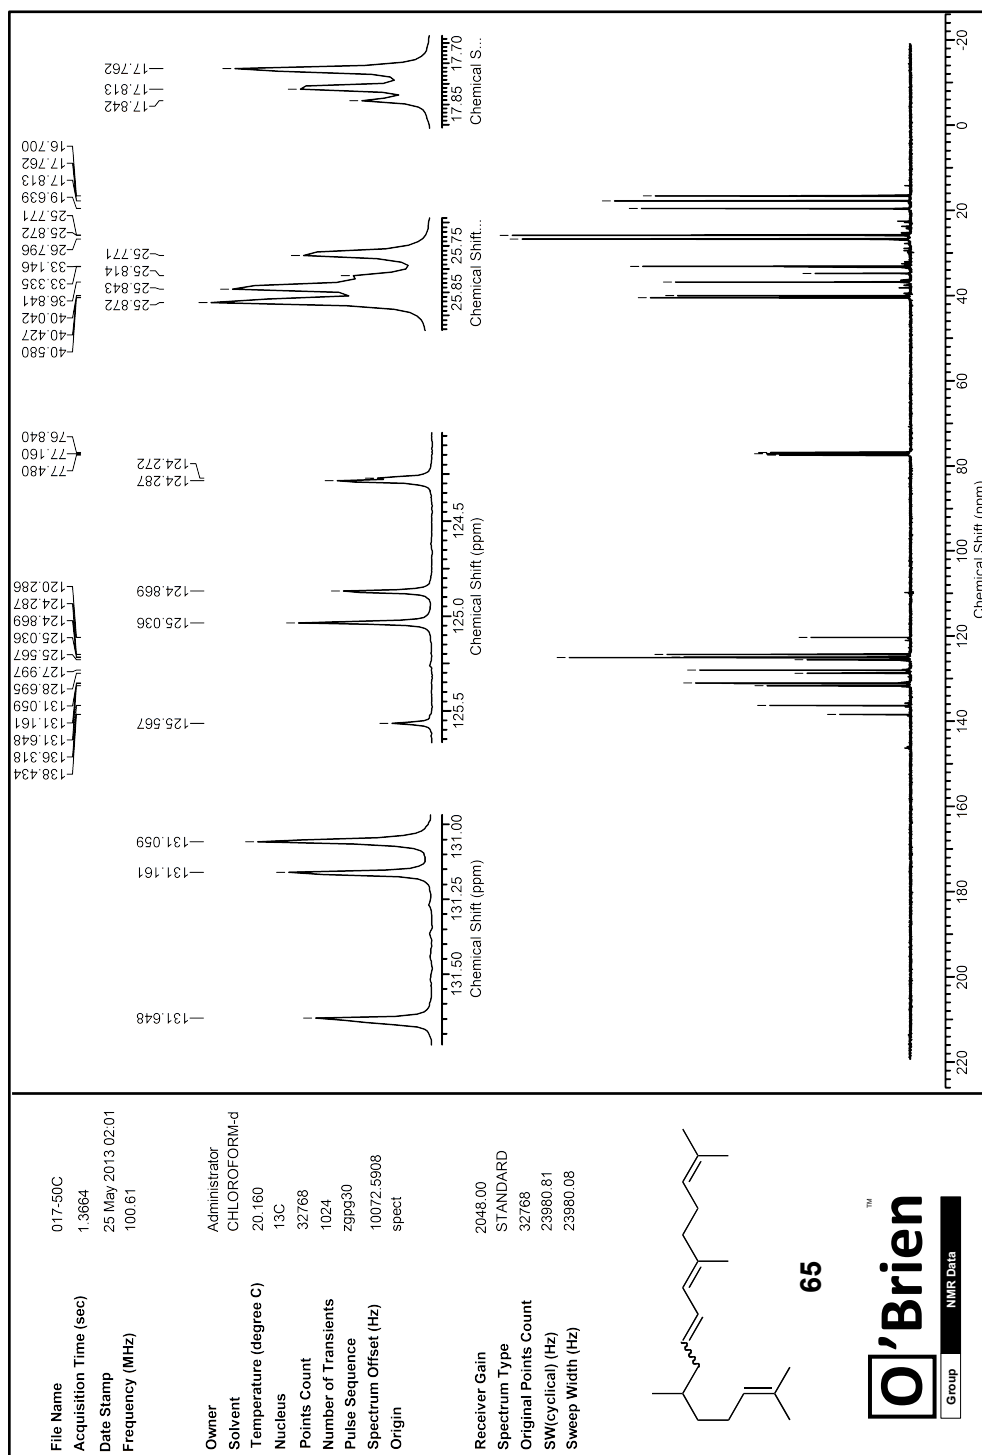 File Name 017-50C
Acquisition Time (sec) 1.3664
Date Stamp 25 May 2013 02:01
Frequency (MHz) 100.61
Owner Administrator
Solvent CHLOROFORM-d
Temperature (degree C) 20.160
Nucleus 13C
Points Count 32768
Number of Transients 1024
Pulse Sequence zgpg30
Spectrum Offset (Hz) 10072.5908
Origin spect
Receiver Gain 2048.00
Spectrum Type STANDARD
Original Points Count 32768
SW(cyclical) (Hz) 23980.81
Sweep Width (Hz) 23980.08
65
O'Brien ™
Group NMR Data
138.434
136.318
131.648
131.161
131.059
128.695
127.997
125.567
125.036
124.869
124.287
120.286
77.480
77.160
76.840
40.580
40.427
40.042
36.841
33.335
33.146
26.796
25.872
25.771
19.639
17.813
17.762
16.700
131.648
131.161
131.059
131.50 131.25 131.00
Chemical Shift (ppm)
125.567
125.036
124.869
124.287
124.272
125.5 125.0 124.5
Chemical Shift (ppm)
25.872
25.843
25.814
25.771
25.85 25.75
Chemical Shift...
17.842
17.813
17.762
17.85 17.70
Chemical S...
220 200 180 160 140 120 100 80 60 40 20 0 -20
Chemical Shift (ppm)